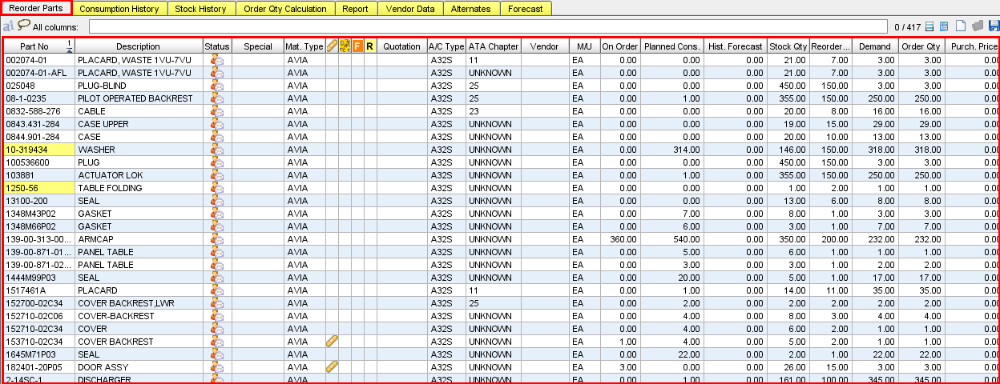 Reorder Parts Consumption History Stock History Order Qty Calculation Report Vendor Data Alternates Forecast
a All columns: 0 / 417
Part No 1 Description Status Special Mat. Type F R Quotation A/C Type ATA Chapter Vendor M/U On Order Planned Cons. Hist. Forecast Stock Qty Reorder... Demand Order Qty Purch. Price
002074-01 PLACARD, WASTE 1VU-7VU AVIA A32S 11 EA 0.00 0.00 0.00 21.00 7.00 3.00 3.00 0.00
002074-01-AFL PLACARD, WASTE 1VU-7VU AVIA A32S UNKNOWN EA 0.00 0.00 0.00 21.00 7.00 3.00 3.00 0.00
025048 PLUG-BLIND AVIA A32S 25 EA 0.00 0.00 0.00 450.00 150.00 3.00 3.00 0.00
08-1-0235 PILOT OPERATED BACKREST AVIA A32S 25 EA 0.00 1.00 0.00 355.00 150.00 250.00 250.00 0.00
0832-588-276 CABLE AVIA A32S 23 EA 0.00 0.00 0.00 20.00 8.00 16.00 16.00 0.00
0843.431-284 CASE UPPER AVIA A32S UNKNOWN EA 0.00 0.00 0.00 19.00 15.00 29.00 29.00 0.00
0844.901-284 CASE AVIA A32S UNKNOWN EA 0.00 0.00 0.00 20.00 10.00 13.00 13.00 0.00
10-319434 WASHER AVIA A32S UNKNOWN EA 0.00 314.00 0.00 146.00 150.00 318.00 318.00 0.00
100536600 PLUG AVIA A32S UNKNOWN EA 0.00 0.00 0.00 450.00 150.00 3.00 3.00 0.00
103881 ACTUATOR LOK AVIA A32S UNKNOWN EA 0.00 1.00 0.00 355.00 150.00 250.00 250.00 0.00
1250-56 TABLE FOLDING AVIA A32S UNKNOWN EA 0.00 0.00 0.00 1.00 2.00 1.00 1.00 0.00
13100-200 SEAL AVIA A32S UNKNOWN EA 0.00 0.00 0.00 13.00 6.00 8.00 8.00 0.00
1348M43P02 GASKET AVIA A32S UNKNOWN EA 0.00 7.00 0.00 8.00 1.00 3.00 3.00 0.00
1348M66P02 GASKET AVIA A32S UNKNOWN EA 0.00 6.00 0.00 3.00 1.00 7.00 7.00 0.00
139-00-313-00... ARMCAP AVIA A32S UNKNOWN EA 360.00 540.00 0.00 350.00 200.00 232.00 232.00 0.00
139-00-871-01... PANEL TABLE AVIA A32S UNKNOWN EA 0.00 5.00 0.00 6.00 1.00 1.00 1.00 0.00
139-00-871-02... PANEL TABLE AVIA A32S UNKNOWN EA 0.00 3.00 0.00 3.00 1.00 2.00 2.00 0.00
1444M99P03 SEAL AVIA A32S UNKNOWN EA 0.00 20.00 0.00 5.00 1.00 17.00 17.00 0.00
1517461A PLACARD AVIA A32S 11 EA 0.00 1.00 0.00 14.00 11.00 35.00 35.00 0.00
152700-02C34 COVER BACKREST,LWR AVIA A32S 25 EA 0.00 2.00 0.00 2.00 2.00 2.00 2.00 0.00
152710-02C06 COVER-BACKREST AVIA A32S UNKNOWN EA 0.00 4.00 0.00 8.00 3.00 4.00 4.00 0.00
152710-02C34 COVER AVIA A32S UNKNOWN EA 0.00 4.00 0.00 6.00 2.00 1.00 1.00 0.00
153710-02C34 COVER BACKREST AVIA A32S UNKNOWN EA 1.00 4.00 0.00 5.00 2.00 1.00 1.00 0.00
1645M71P03 SEAL AVIA A32S UNKNOWN EA 0.00 22.00 0.00 2.00 1.00 22.00 22.00 0.00
182401-20P05 DOOR ASSY AVIA A32S UNKNOWN EA 3.00 0.00 0.00 26.00 15.00 3.00 3.00 0.00
2-14SC-1 DISCHARGER AVIA A32S UNKNOWN EA 0.00 1.00 0.00 161.00 100.00 345.00 345.00 0.00